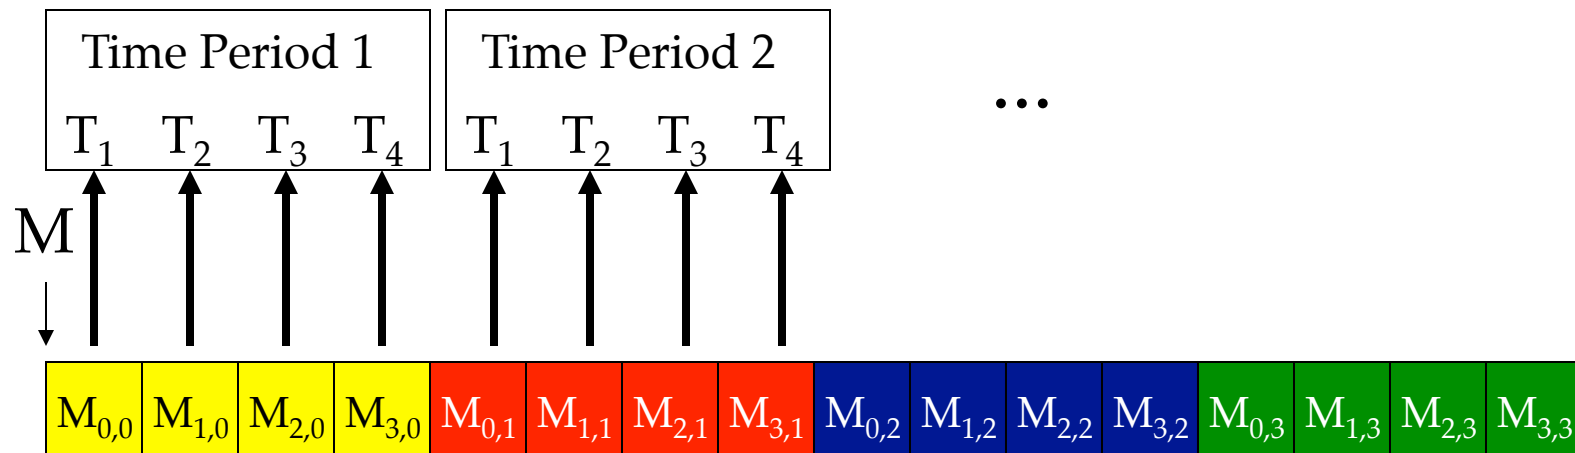 Time Period 1 Time Period 2
...
T1 T2 T3 T4 T1 T2 T3 T4
M
M0,0 M1,0 M2,0 M3,0 M0,1 M1,1 M2,1 M3,1 M0,2 M1,2 M2,2 M3,2 M0,3 M1,3 M2,3 M3,3